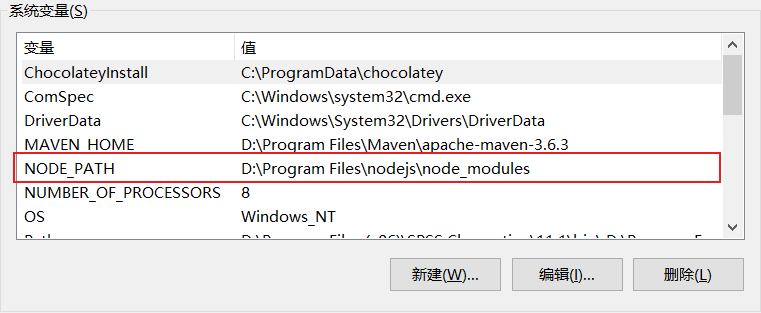 系统变量(S)
变量 值
ChocolateyInstall C:\ProgramData\chocolatey
ComSpec C:\Windows\system32\cmd.exe
DriverData C:\Windows\System32\Drivers\DriverData
MAVEN_HOME D:\Program Files\Maven\apache-maven-3.6.3
NODE_PATH D:\Program Files\nodejs\node_modules
NUMBER_OF_PROCESSORS 8
OS Windows_NT
新建(W)... 编辑(I)... 删除(L)